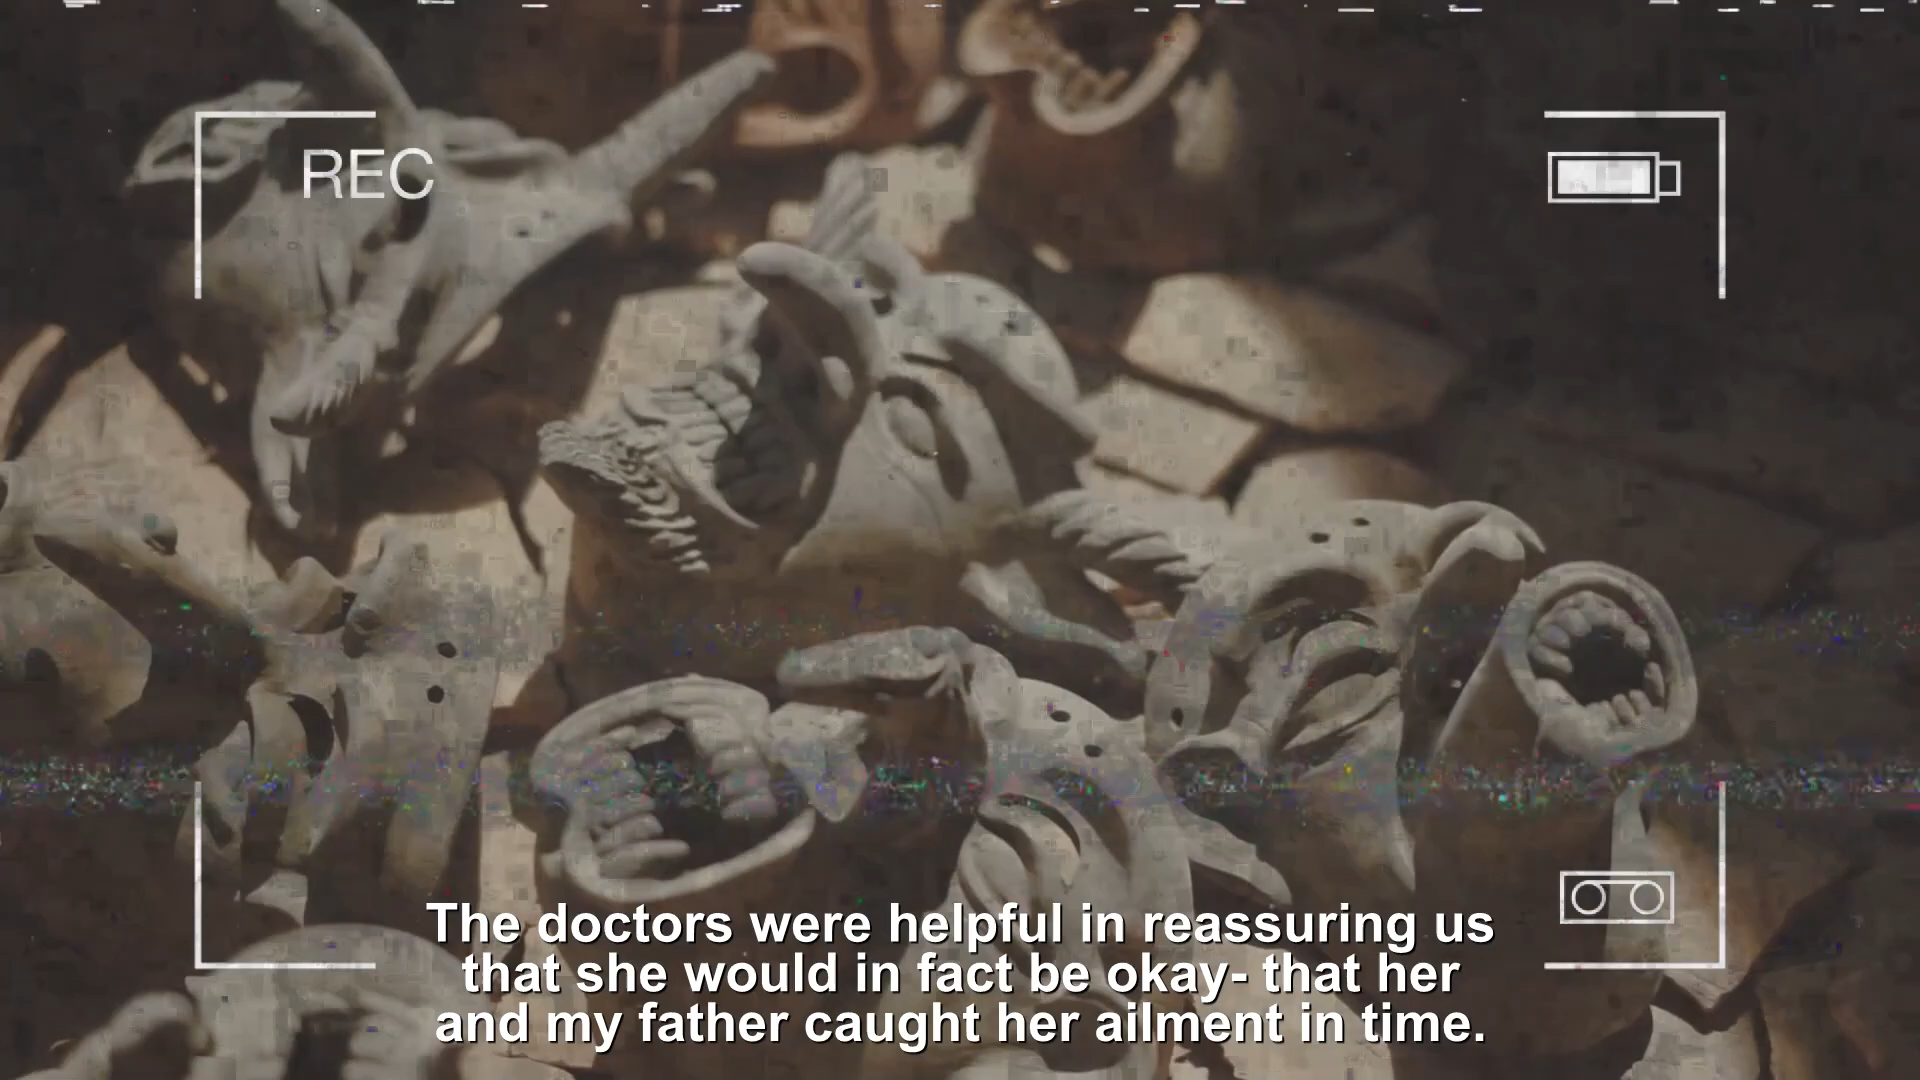 REC
The doctors were helpful in reassuring us
that she would in fact be okay- that her
and my father caught her ailment in time.